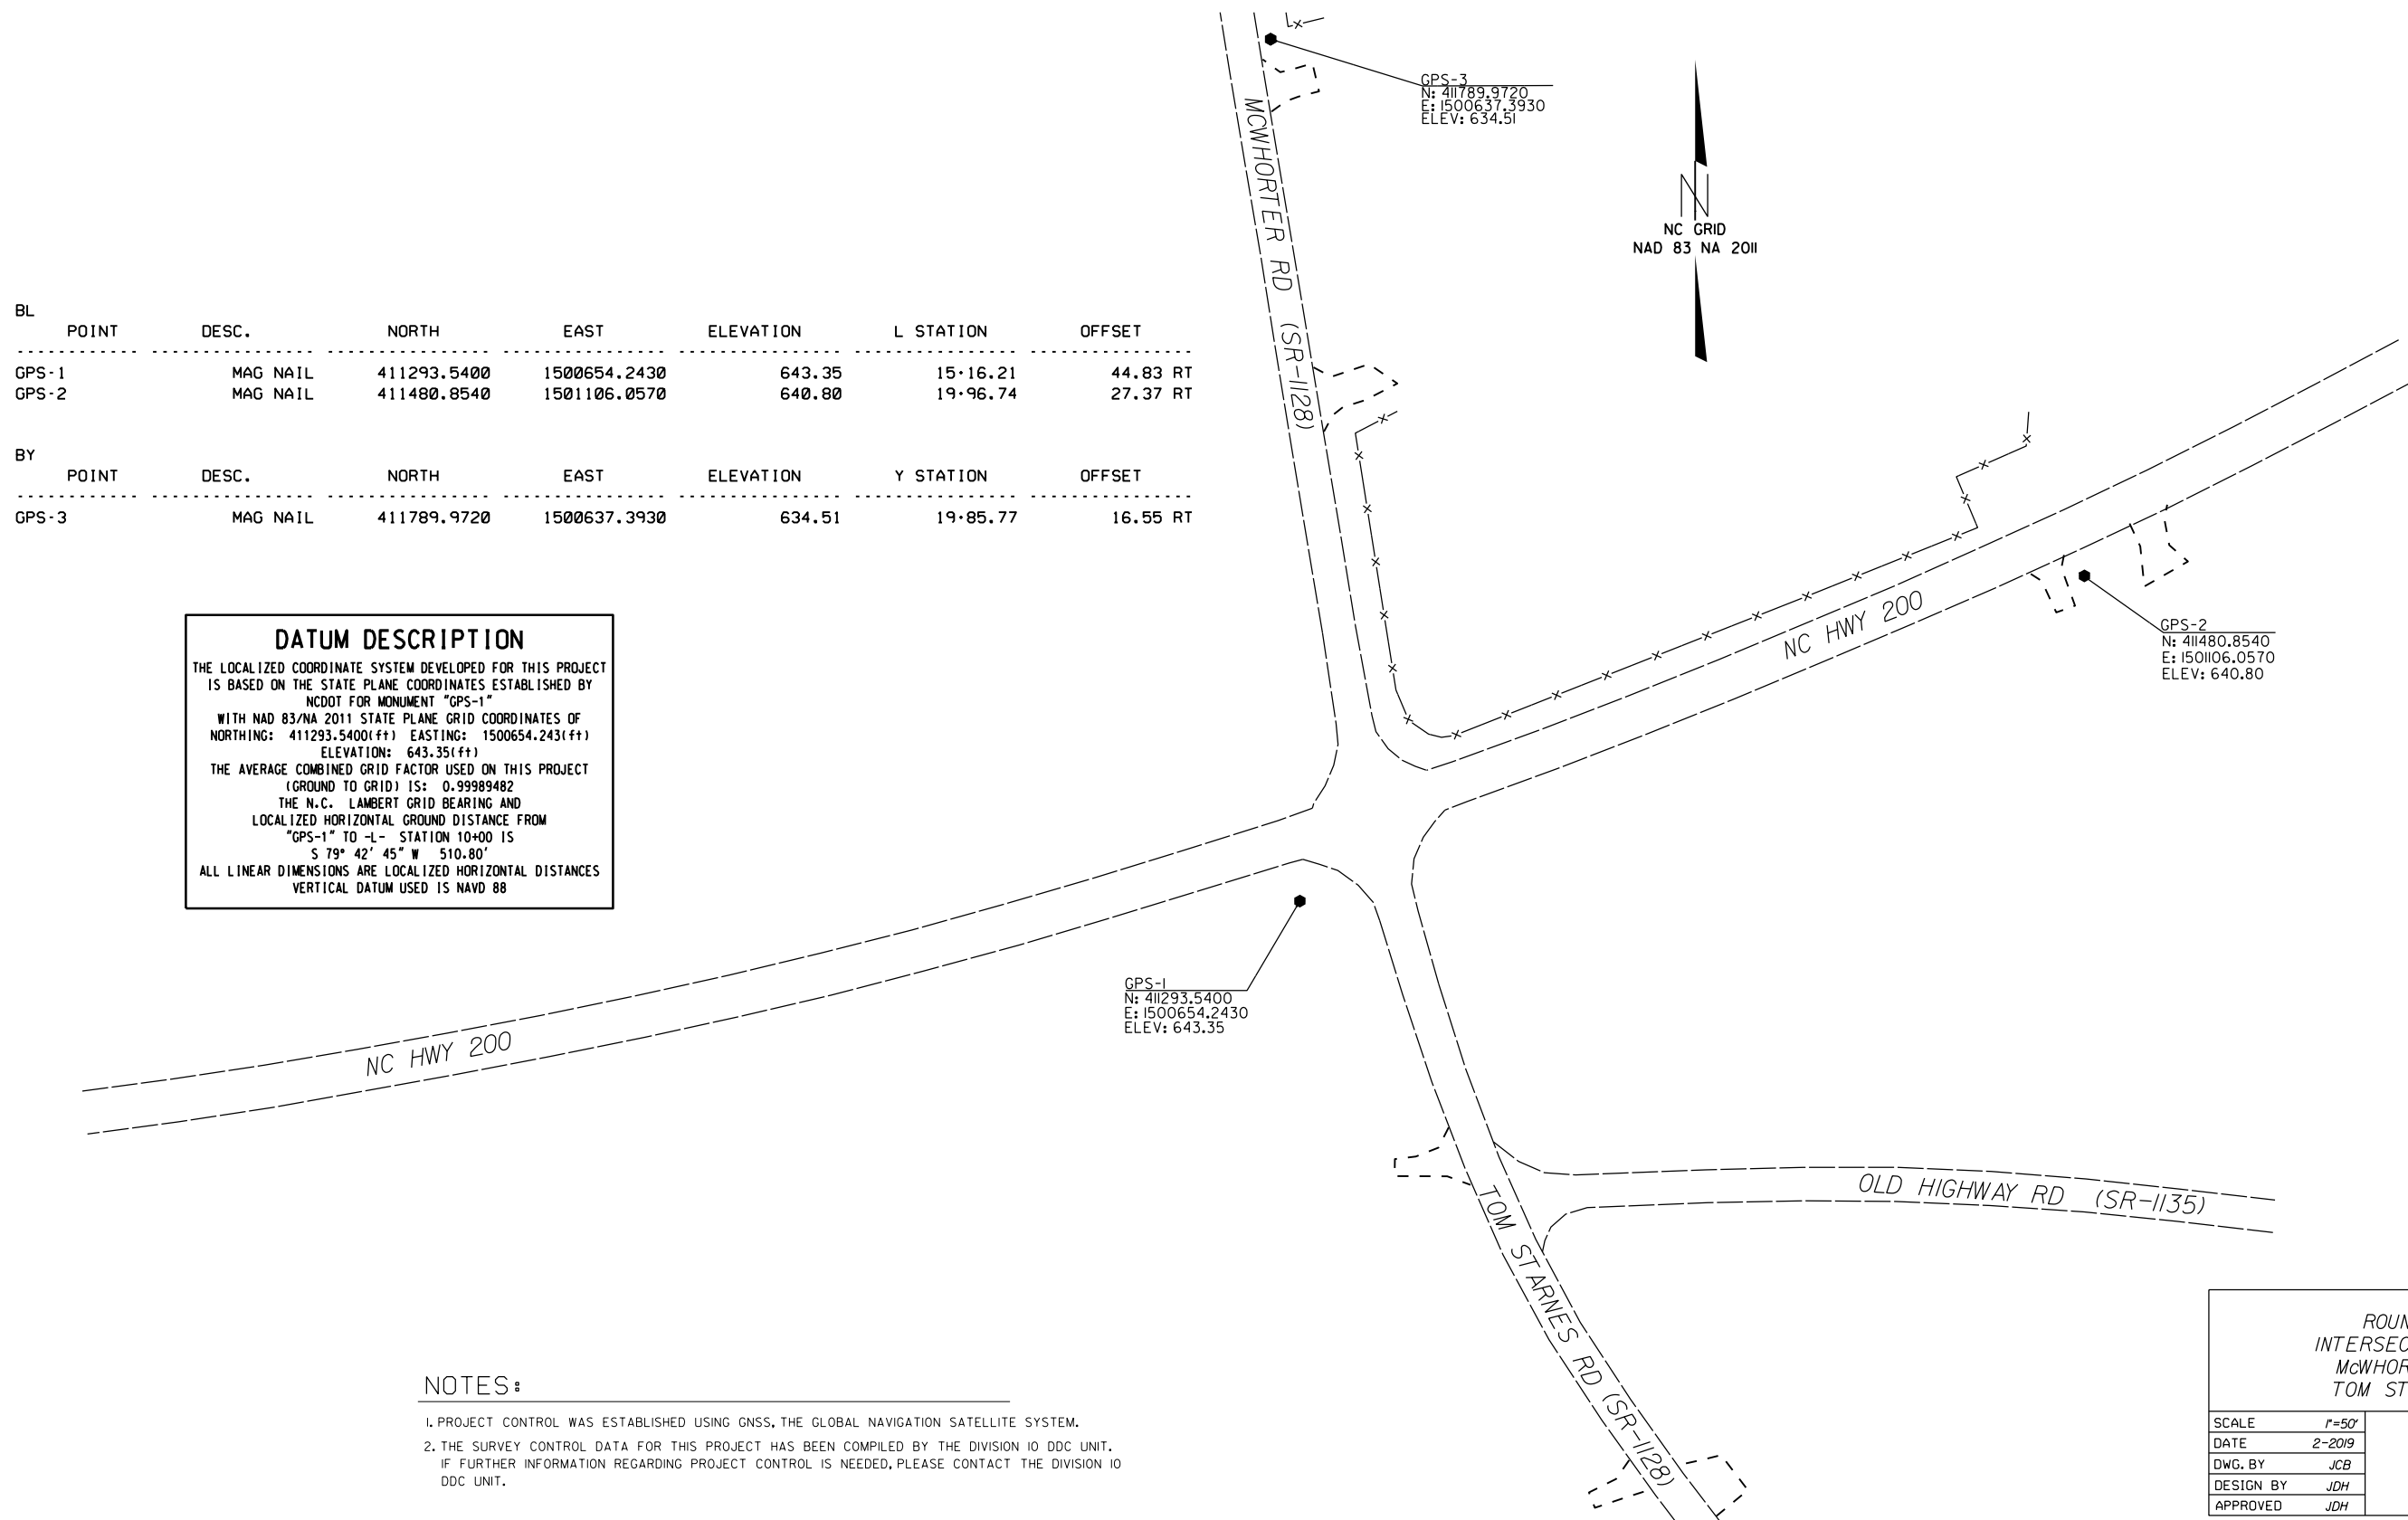 GPS-3
N: 411789.9720
E: 1500637.3930
ELEV: 634.51
MCWHORTER RD (SR-1128)
N
NC GRID
NAD 83 NA 2011
BL
POINT DESC. NORTH EAST ELEVATION L STATION OFFSET
GPS-1 MAG NAIL 411293.5400 1500654.2430 643.35 15+16.21 44.83 RT
GPS-2 MAG NAIL 411480.8540 1501106.0570 640.80 19+96.74 27.37 RT
BY
POINT DESC. NORTH EAST ELEVATION Y STATION OFFSET
GPS-3 MAG NAIL 411789.9720 1500637.3930 634.51 19+85.77 16.55 RT
NC HWY 200
GPS-2
N: 411480.8540
E: 1501106.0570
ELEV: 640.80
DATUM DESCRIPTION
THE LOCALIZED COORDINATE SYSTEM DEVELOPED FOR THIS PROJECT
IS BASED ON THE STATE PLANE COORDINATES ESTABLISHED BY
NCDOT FOR MONUMENT "GPS-1"
WITH NAD 83/NA 2011 STATE PLANE GRID COORDINATES OF
NORTHING: 411293.5400(ft) EASTING: 1500654.243(ft)
ELEVATION: 643.35(ft)
THE AVERAGE COMBINED GRID FACTOR USED ON THIS PROJECT
(GROUND TO GRID) IS: 0.99989482
THE N.C. LAMBERT GRID BEARING AND
LOCALIZED HORIZONTAL GROUND DISTANCE FROM
"GPS-1" TO -L- STATION 10+00 IS
S 79° 42' 45" W 510.80'
ALL LINEAR DIMENSIONS ARE LOCALIZED HORIZONTAL DISTANCES
VERTICAL DATUM USED IS NAVD 88
GPS-1
N: 411293.5400
E: 1500654.2430
ELEV: 643.35
NC HWY 200
OLD HIGHWAY RD (SR-1135)
TOM STARNES RD (SR-1128)
NOTES:
1. PROJECT CONTROL WAS ESTABLISHED USING GNSS, THE GLOBAL NAVIGATION SATELLITE SYSTEM.
2. THE SURVEY CONTROL DATA FOR THIS PROJECT HAS BEEN COMPILED BY THE DIVISION 10 DDC UNIT.
IF FURTHER INFORMATION REGARDING PROJECT CONTROL IS NEEDED, PLEASE CONTACT THE DIVISION 10
DDC UNIT.
ROUN
INTERSEC
McWHOR
TOM ST
SCALE 1"=50'
DATE 2-2019
DWG. BY JCB
DESIGN BY JDH
APPROVED JDH